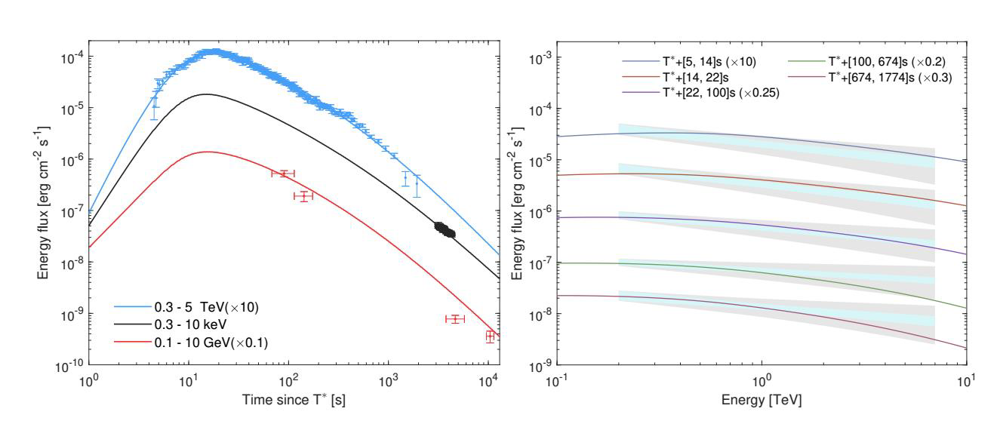 10^-4
10^-5
10^-6
10^-7
10^-8
10^-9
10^-10
Energy flux [erg cm^-2 s^-1]
0.3 - 5 TeV(×10)
0.3 - 10 keV
0.1 - 10 GeV(×0.1)
10^0 10^1 10^2 10^3 10^4
Time since T* [s]
10^-3
10^-4
10^-5
10^-6
10^-7
10^-8
10^-9
Energy flux [erg cm^-2 s^-1]
T*+[5, 14]s (×10)
T*+[14, 22]s
T*+[22, 100]s (×0.25)
T*+[100, 674]s (×0.2)
T*+[674, 1774]s (×0.3)
10^-1 10^0 10^1
Energy [TeV]